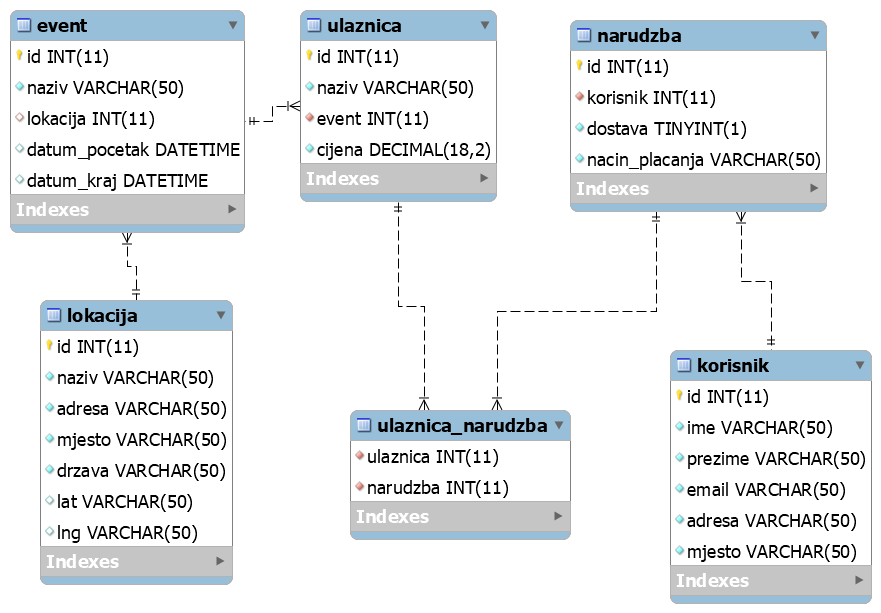 event
id INT(11)
naziv VARCHAR(50)
lokacija INT(11)
datum_pocetak DATETIME
datum_kraj DATETIME
Indexes
ulaznica
id INT(11)
naziv VARCHAR(50)
event INT(11)
cijena DECIMAL(18,2)
Indexes
narudzba
id INT(11)
korisnik INT(11)
dostava TINYINT(1)
nacin_placanja VARCHAR(50)
Indexes
lokacija
id INT(11)
naziv VARCHAR(50)
adresa VARCHAR(50)
mjesto VARCHAR(50)
drzava VARCHAR(50)
lat VARCHAR(50)
lng VARCHAR(50)
Indexes
ulaznica_narudzba
ulaznica INT(11)
narudzba INT(11)
Indexes
korisnik
id INT(11)
ime VARCHAR(50)
prezime VARCHAR(50)
email VARCHAR(50)
adresa VARCHAR(50)
mjesto VARCHAR(50)
Indexes